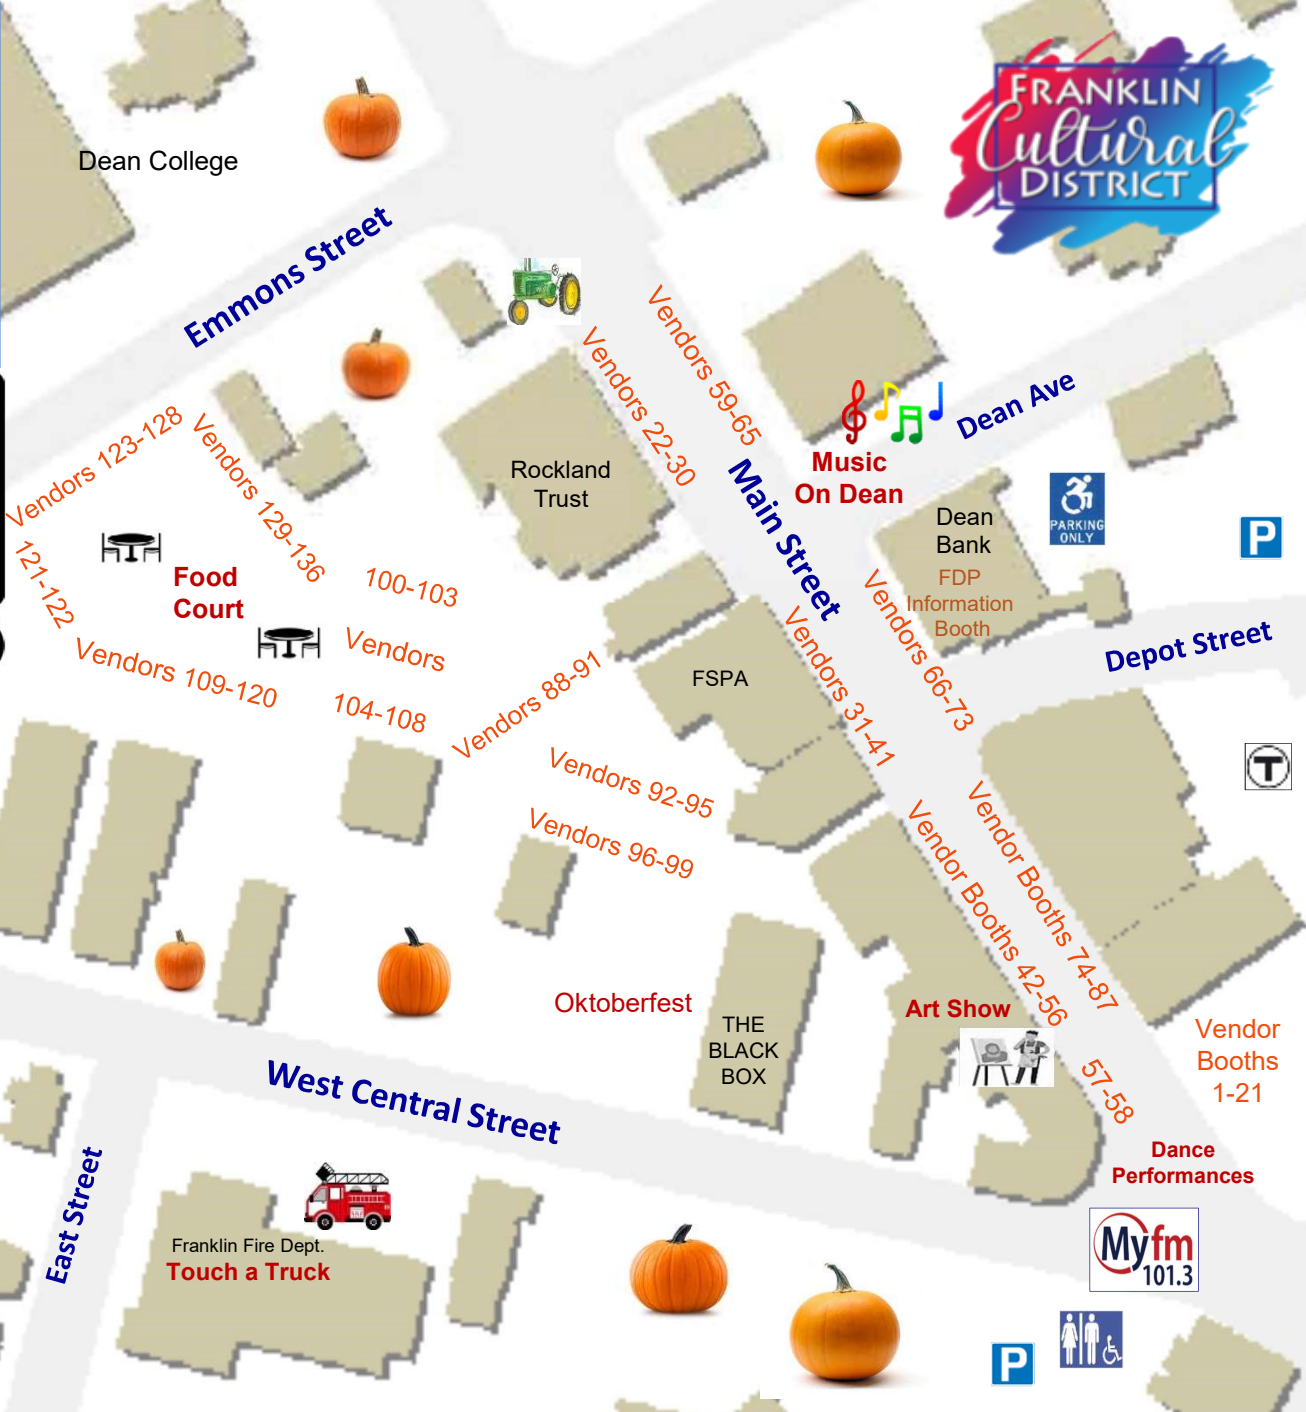 FRANKLIN
Cultural
DISTRICT
Dean College
Emmons Street
Vendors 59-65
Vendors 22-30
Dean Ave
Music
On Dean
Main Street
Rockland
Trust
Vendors 123-128
Vendors 129-136
121-122
Food
Court
100-103
Vendors
104-108
Vendors 109-120
Dean
Bank
FDP
Information
Booth
PARKING
ONLY
P
Depot Street
Vendors 66-73
Vendors 31-41
FSPA
Vendors 88-91
Vendors 92-95
Vendors 96-99
T
Vendor Booths 74-87
Vendor Booths 42-56
Oktoberfest
THE
BLACK
BOX
Art Show
57-58
Vendor
Booths
1-21
Dance
Performances
West Central Street
East Street
Franklin Fire Dept.
Touch a Truck
Myfm
101.3
P